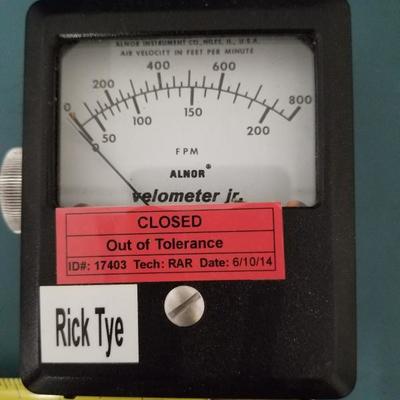 ALNOR INSTRUMENT CO., NILES, IL., U.S.A.
AIR VELOCITY IN FEET PER MINUTE
0 200 400 600 800
0 50 100 150 200
FPM
ALNOR®
velometer jr.
CLOSED
Out of Tolerance
ID#: 17403 Tech: RAR Date: 6/10/14
Rick Tye